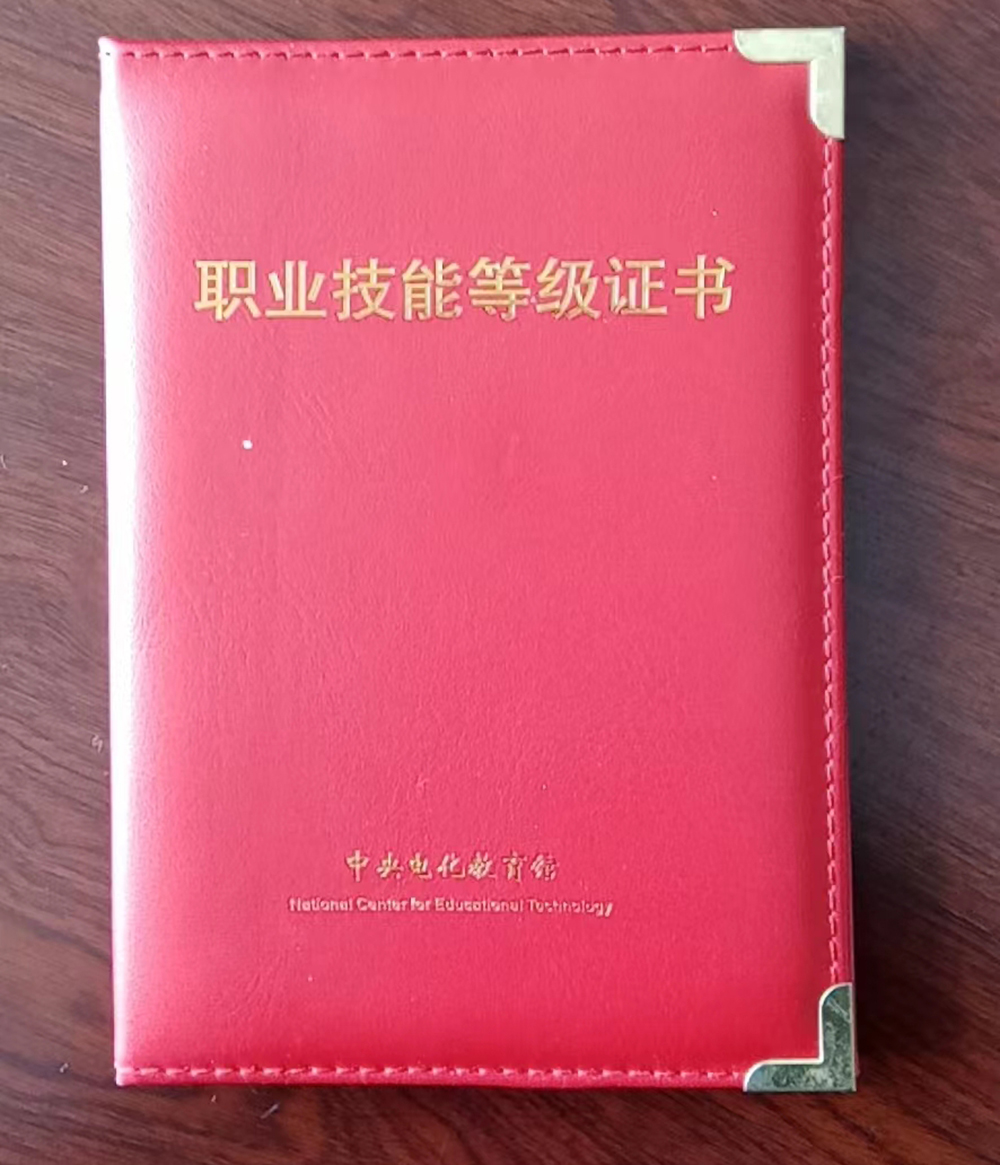 职业技能等级证书
中央电化教育馆
National Center for Educational Technology